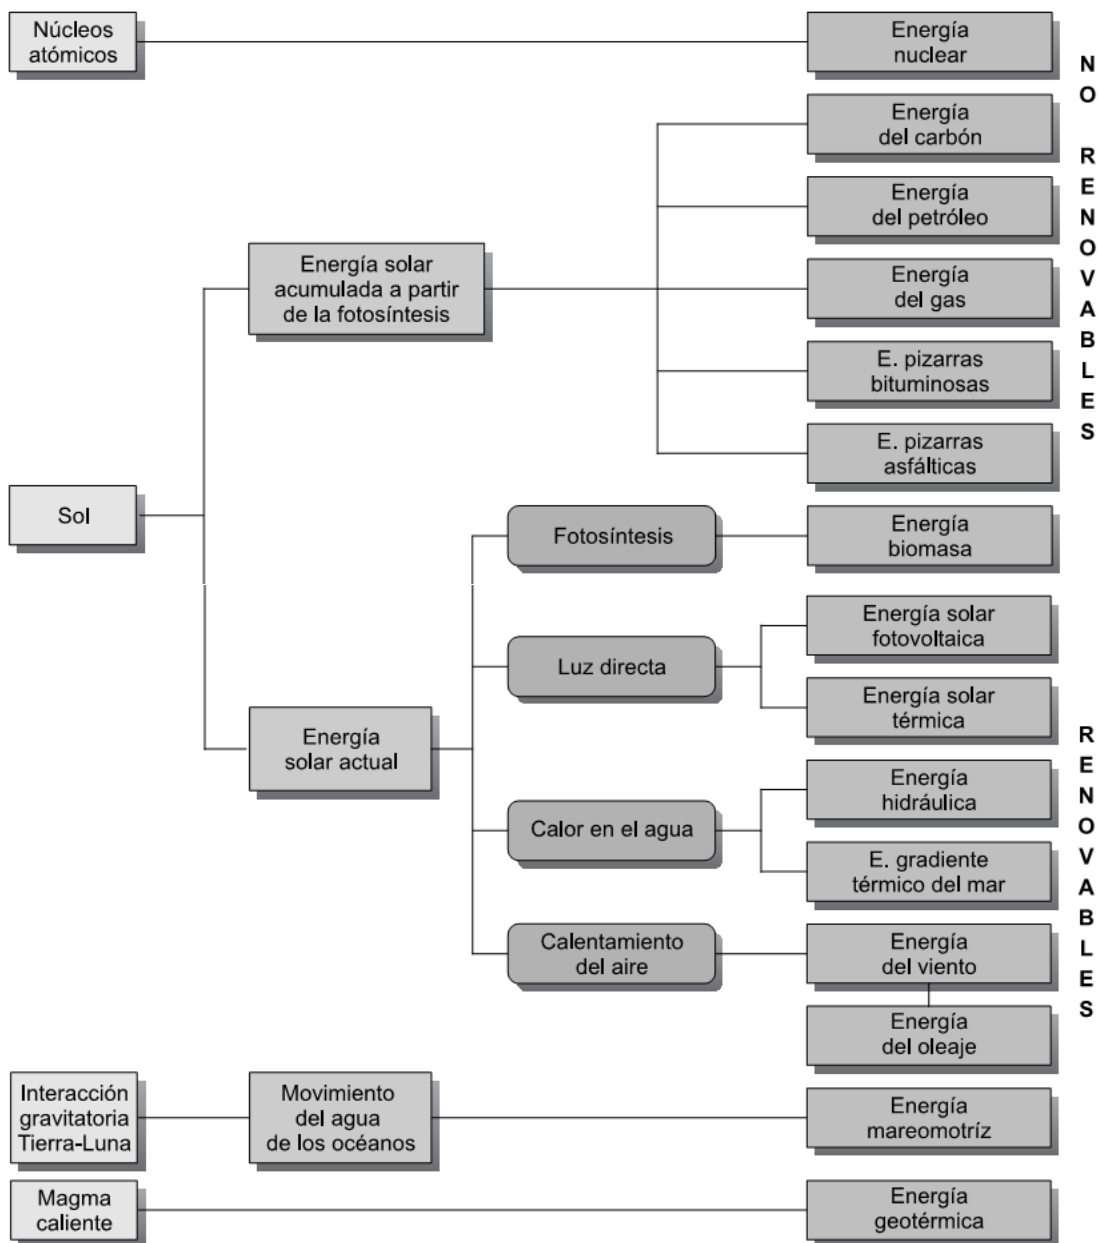 Núcleos
atómicos
Energía
nuclear
Energía
del carbón
Energía
del petróleo
Energía solar
acumulada a partir
de la fotosíntesis
Energía
del gas
E. pizarras
bituminosas
E. pizarras
asfálticas
NO RENOVABLES
Sol
Fotosíntesis
Energía
biomasa
Luz directa
Energía solar
fotovoltaica
Energía solar
térmica
Energía
solar actual
Calor en el agua
Energía
hidráulica
E. gradiente
térmico del mar
Calentamiento
del aire
Energía
del viento
Energía
del oleaje
RENOVABLES
Interacción
gravitatoria
Tierra-Luna
Movimiento
del agua
de los océanos
Energía
mareomotríz
Magma
caliente
Energía
geotérmica